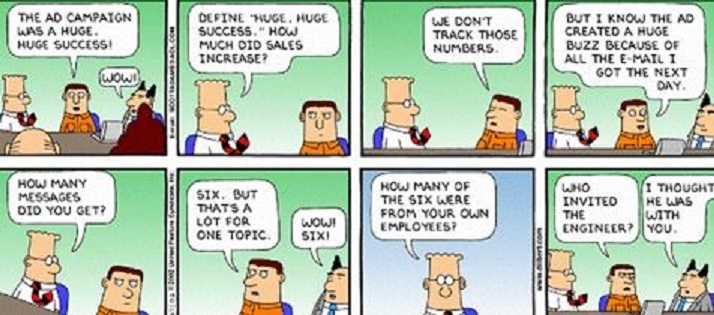 THE AD CAMPAIGN
WAS A HUGE,
HUGE SUCCESS!
WOW!
DEFINE "HUGE, HUGE
SUCCESS." HOW
MUCH DID SALES
INCREASE?
WE DON'T
TRACK THOSE
NUMBERS.
BUT I KNOW THE AD
CREATED A HUGE
BUZZ BECAUSE OF
ALL THE E-MAIL I
GOT THE NEXT
DAY.
HOW MANY
MESSAGES
DID YOU GET?
SIX. BUT
THAT'S A
LOT FOR
ONE TOPIC.
WOW!
SIX!
HOW MANY OF
THE SIX WERE
FROM YOUR OWN
EMPLOYEES?
www.dilbert.com
WHO
INVITED
THE
ENGINEER?
I THOUGHT
HE WAS
WITH
YOU.